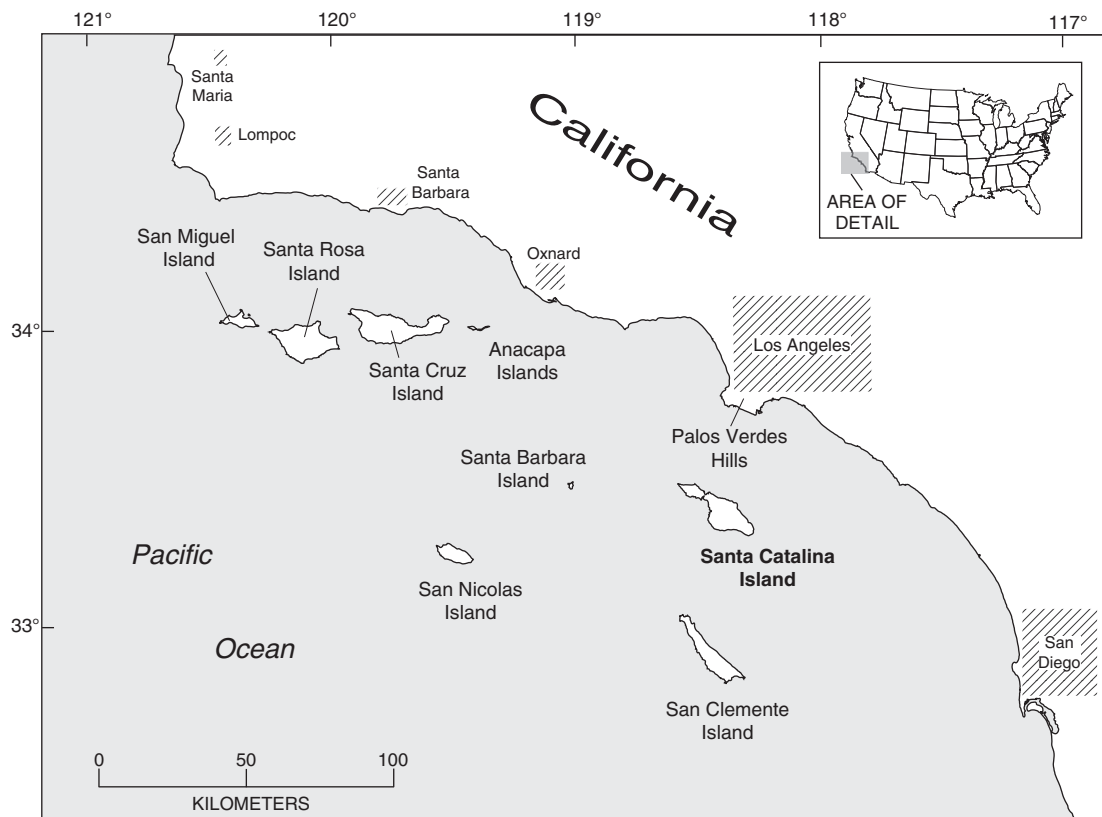 121°
120°
119°
118°
117°
Santa
Maria
Lompoc
Santa
Barbara
California
AREA OF
DETAIL
San Miguel
Island
Santa Rosa
Island
Oxnard
34°
Los Angeles
Santa Cruz
Island
Anacapa
Islands
Palos Verdes
Hills
Santa Barbara
Island
Pacific
Santa Catalina
Island
San Nicolas
Island
33°
Ocean
San
Diego
San Clemente
Island
0
50
100
KILOMETERS